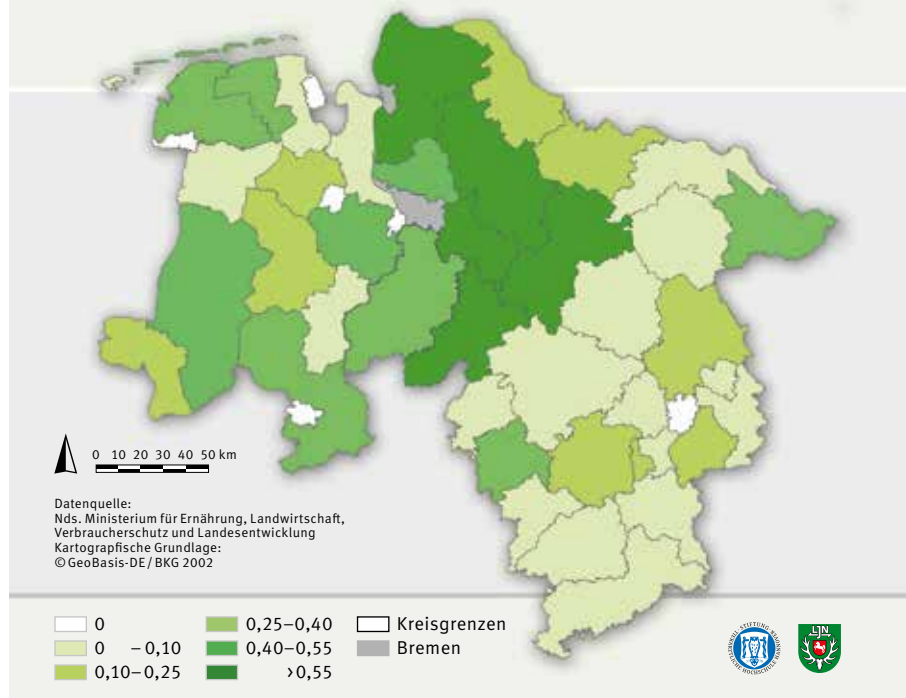 0 10 20 30 40 50 km
Datenquelle:
Nds. Ministerium für Ernährung, Landwirtschaft,
Verbraucherschutz und Landesentwicklung
Kartografische Grundlage:
© GeoBasis-DE/BKG 2002
0
0 –0,10
0,10–0,25
0,25–0,40
0,40–0,55
>0,55
Kreisgrenzen
Bremen
LJN